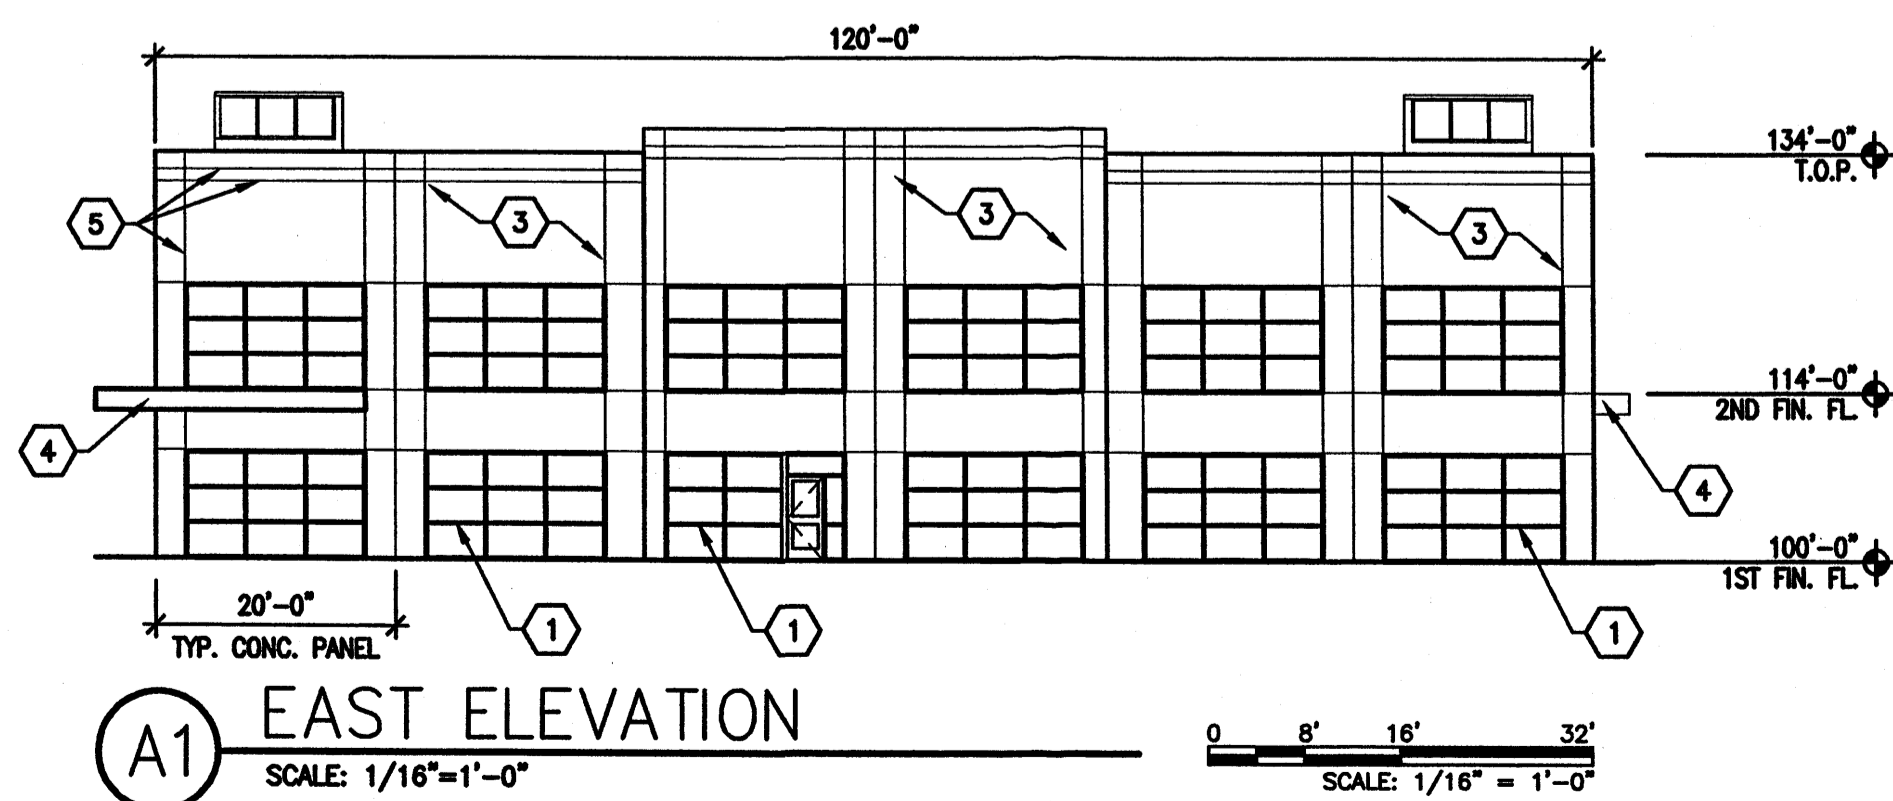 120'-0"
134'-0"
T.O.P.
5
3
3
3
114'-0"
2ND FIN. FL.
4
4
100'-0"
1ST FIN. FL.
20'-0"
TYP. CONC. PANEL
1
1
1
A1
EAST ELEVATION
SCALE: 1/16"=1'-0"
0 8' 16' 32'
SCALE: 1/16" = 1'-0"